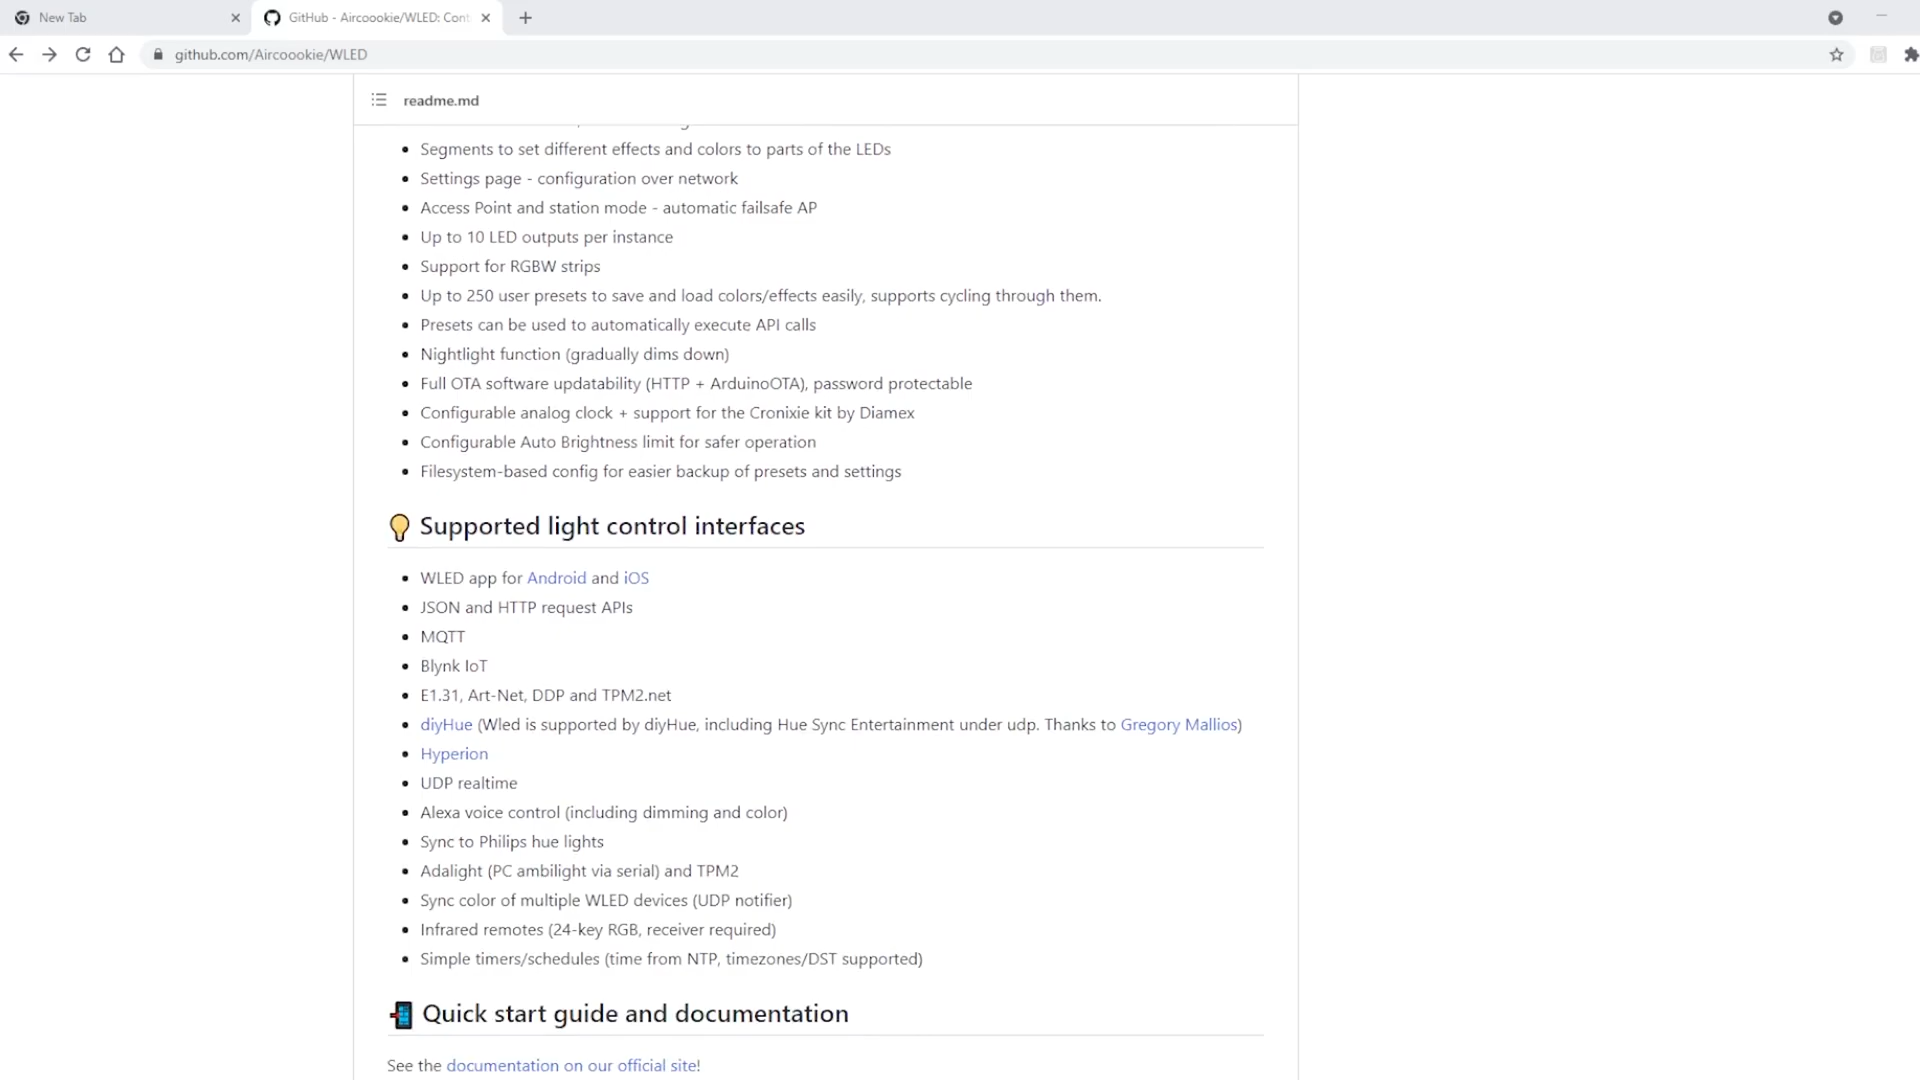 New Tab
GitHub - Aircoookie/WLED: Cont
github.com/Aircoookie/WLED
readme.md
Segments to set different effects and colors to parts of the LEDs
Settings page - configuration over network
Access Point and station mode - automatic failsafe AP
Up to 10 LED outputs per instance
Support for RGBW strips
Up to 250 user presets to save and load colors/effects easily, supports cycling through them.
Presets can be used to automatically execute API calls
Nightlight function (gradually dims down)
Full OTA software updatability (HTTP + ArduinoOTA), password protectable
Configurable analog clock + support for the Cronixie kit by Diamex
Configurable Auto Brightness limit for safer operation
Filesystem-based config for easier backup of presets and settings
Supported light control interfaces
WLED app for Android and iOS
JSON and HTTP request APIs
MQTT
Blynk IoT
E1.31, Art-Net, DDP and TPM2.net
diyHue (Wled is supported by diyHue, including Hue Sync Entertainment under udp. Thanks to Gregory Mallios)
Hyperion
UDP realtime
Alexa voice control (including dimming and color)
Sync to Philips hue lights
Adalight (PC ambilight via serial) and TPM2
Sync color of multiple WLED devices (UDP notifier)
Infrared remotes (24-key RGB, receiver required)
Simple timers/schedules (time from NTP, timezones/DST supported)
Quick start guide and documentation
See the documentation on our official site!